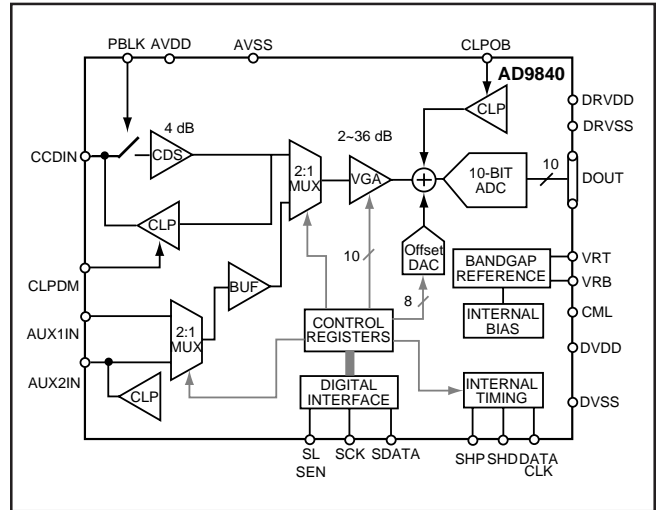 PBLK AVDD AVSS CLPOB
AD9840
4 dB
CLP
DRVDD
DRVSS
CCDIN
CDS
2:1
MUX
2~36 dB
VGA
10-BIT
ADC
10
DOUT
CLP
Offset
DAC
BANDGAP
REFERENCE
VRT
VRB
CLPDM
BUF
10
8
INTERNAL
BIAS
CML
AUX1IN
2:1
MUX
CONTROL
REGISTERS
DVDD
AUX2IN
CLP
DIGITAL
INTERFACE
INTERNAL
TIMING
DVSS
SL
SEN
SCK SDATA
SHP SHD DATA
CLK